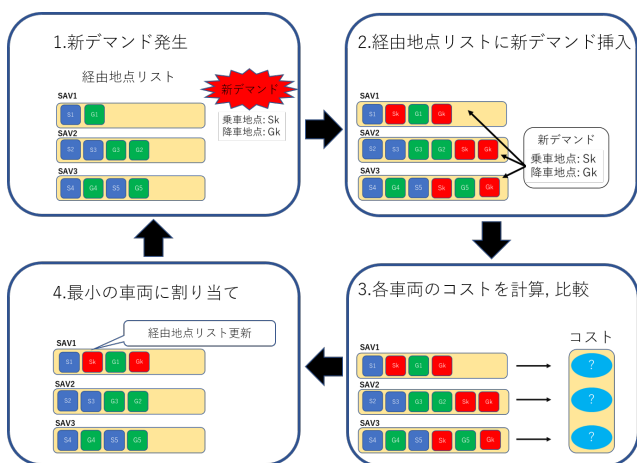 1.新デマンド発生
経由地点リスト
新デマンド
乗車地点: Sk
降車地点: Gk
SAV1
S1 G1
SAV2
S2 S3 G3 G2
SAV3
S4 G4 S5 G5
2.経由地点リストに新デマンド挿入
SAV1
S1 Sk G1 Gk
SAV2
S2 S3 G3 G2 Sk Gk
SAV3
S4 G4 S5 Sk G5 Gk
新デマンド
乗車地点: Sk
降車地点: Gk
3.各車両のコストを計算, 比較
コスト
SAV1
S1 Sk G1 Gk ?
SAV2
S2 S3 G3 G2 Sk Gk ?
SAV3
S4 G4 S5 Sk G5 Gk ?
4.最小の車両に割り当て
経由地点リスト更新
SAV1
S1 Sk G1 Gk
SAV2
S2 S3 G3 G2
SAV3
S4 G4 S5 G5